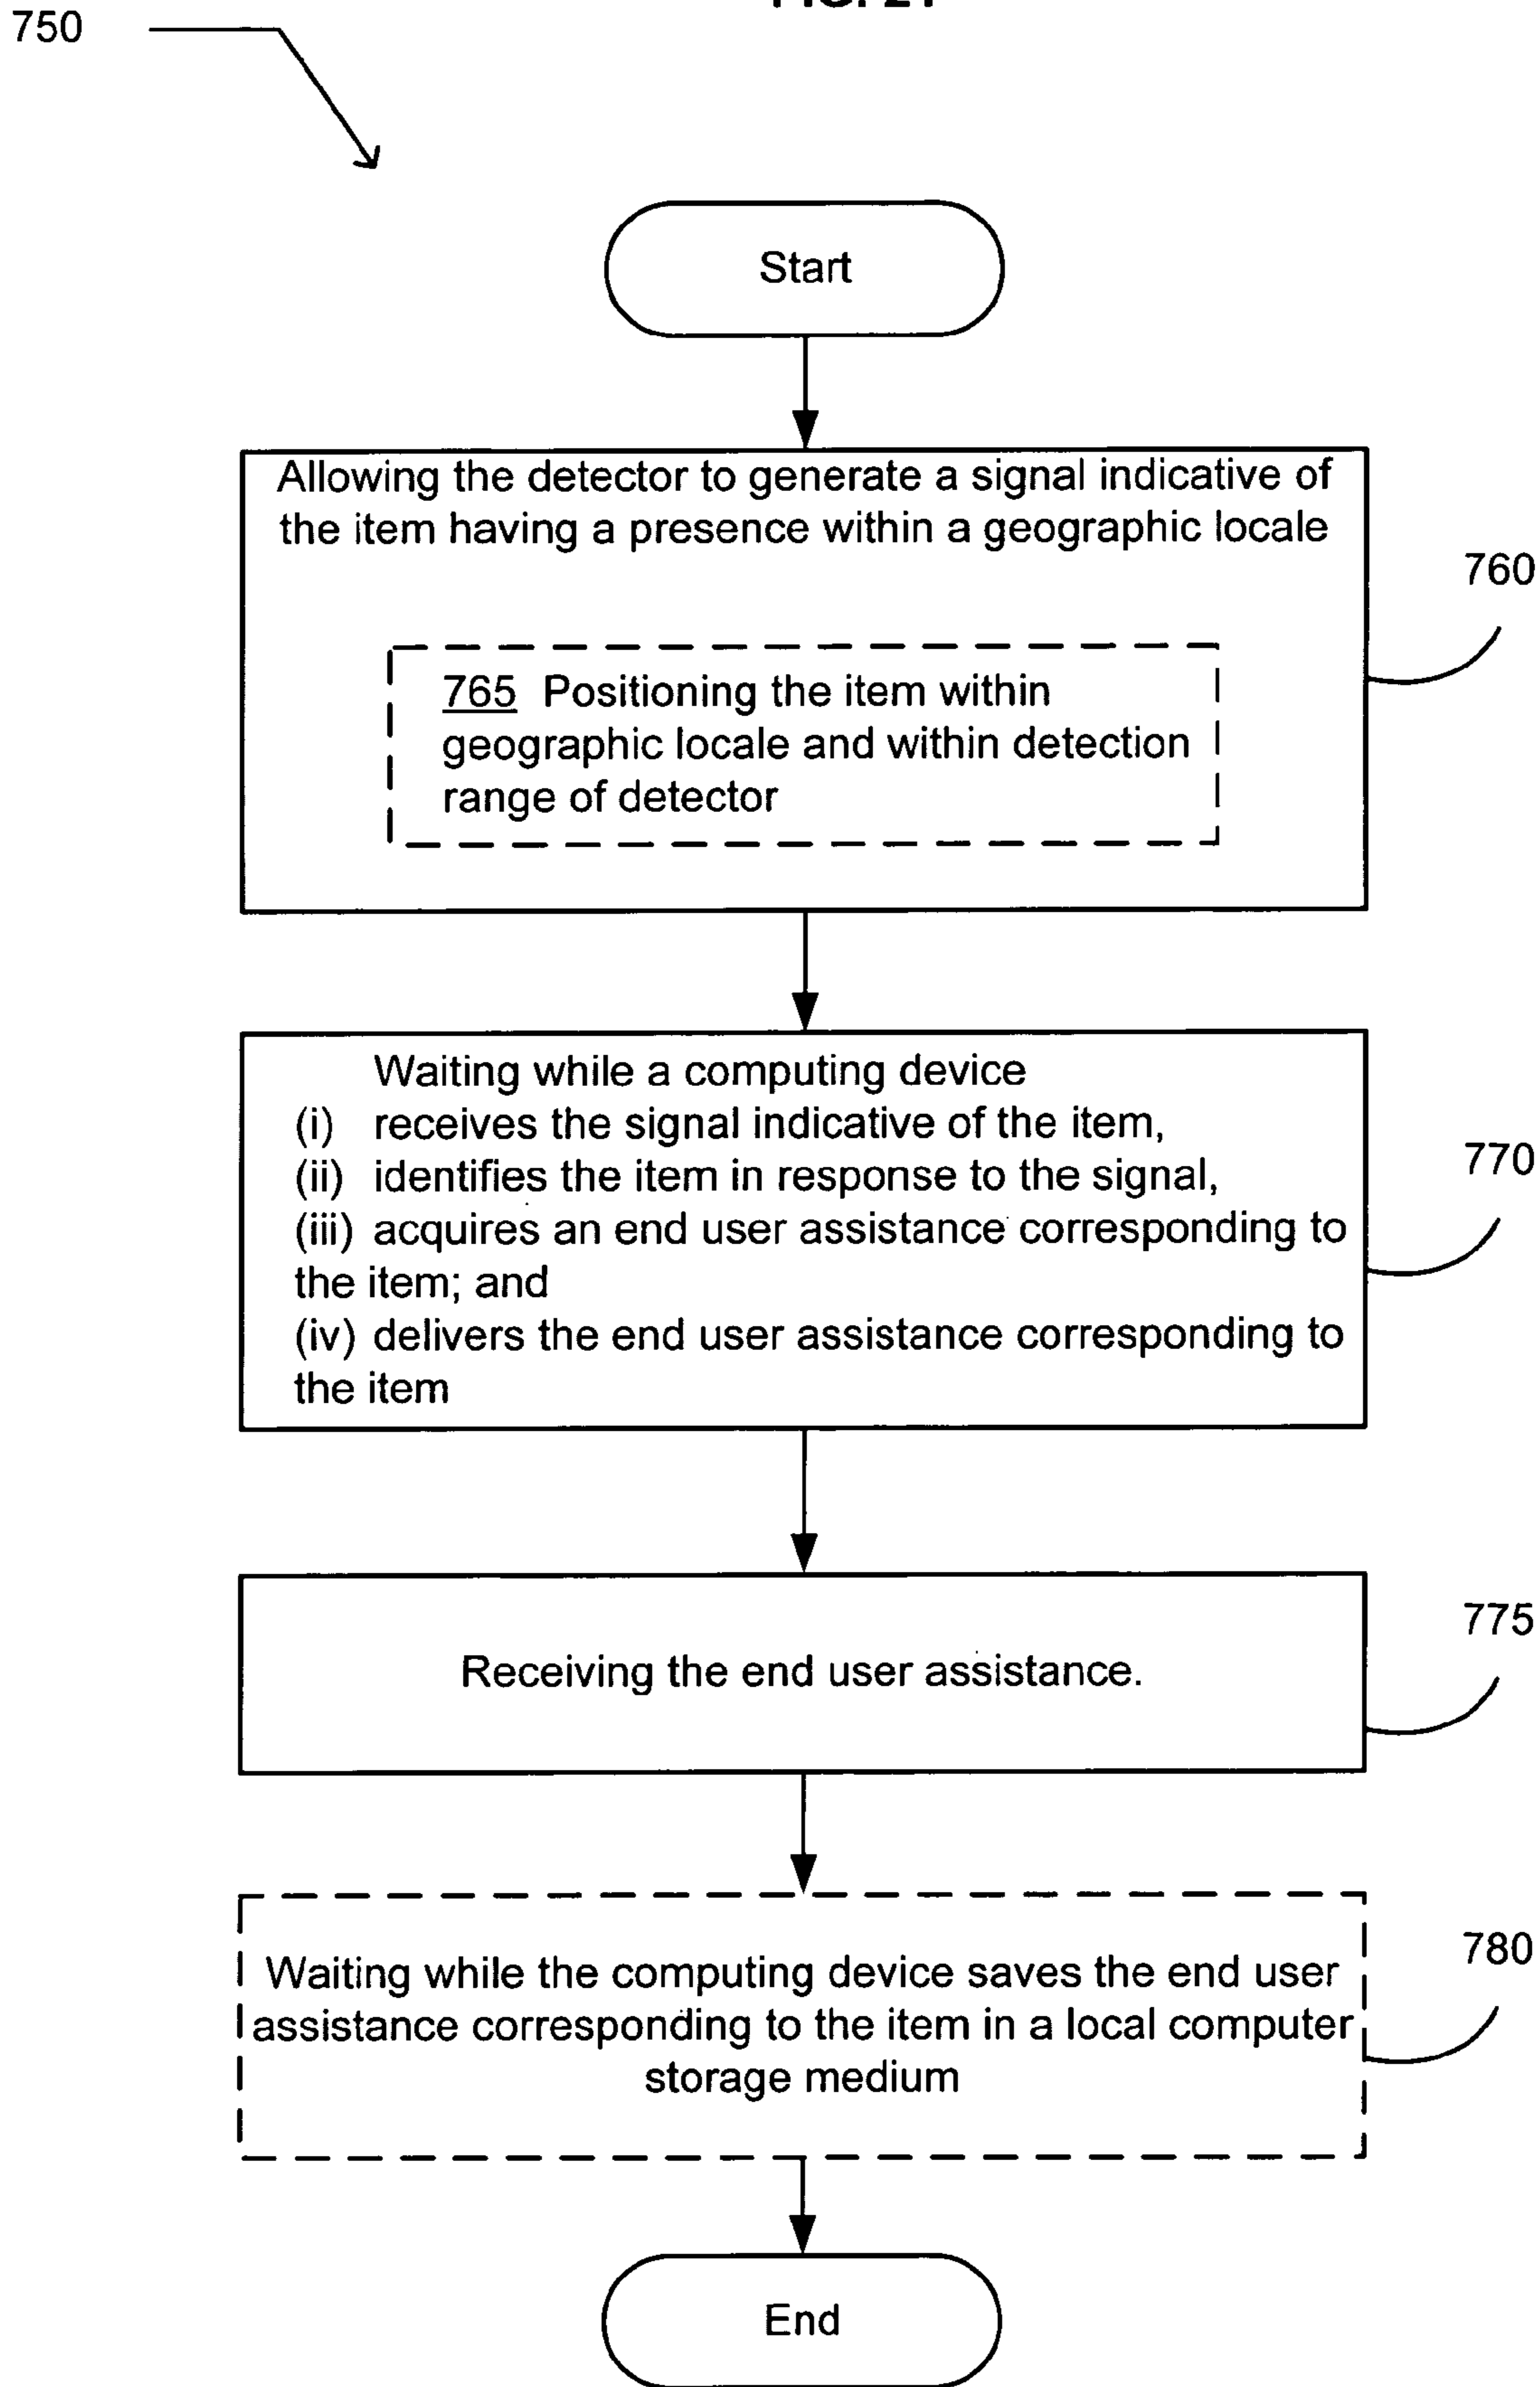 750
Start
Allowing the detector to generate a signal indicative of
the item having a presence within a geographic locale
760
765 Positioning the item within
geographic locale and within detection
range of detector
Waiting while a computing device
(i) receives the signal indicative of the item,
(ii) identifies the item in response to the signal,
(iii) acquires an end user assistance corresponding to
the item; and
(iv) delivers the end user assistance corresponding to
the item
770
Receiving the end user assistance.
775
Waiting while the computing device saves the end user
assistance corresponding to the item in a local computer
storage medium
780
End